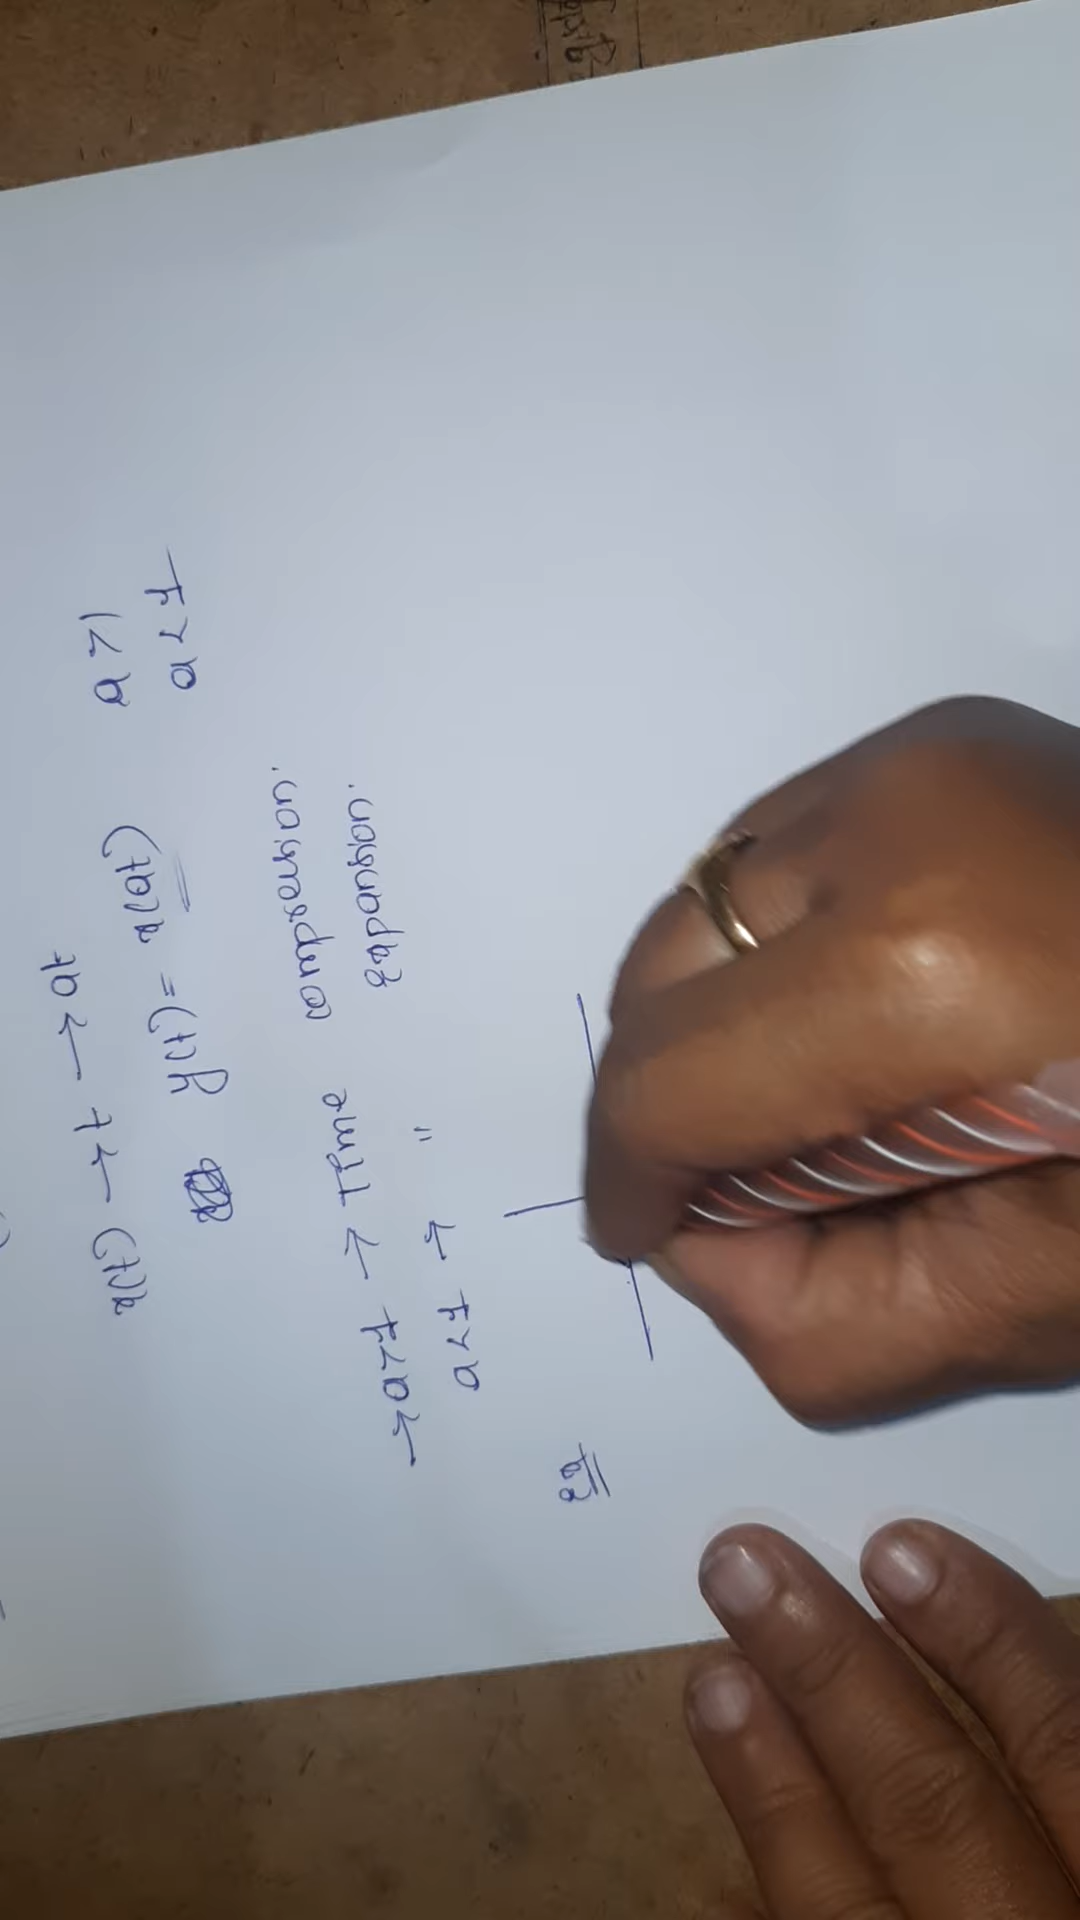 x(t) → t → at
y(t) = x(at) a > 1
a < 1
→ a > 1 → Time compression.
a < 1 → " Expansion.
Eg